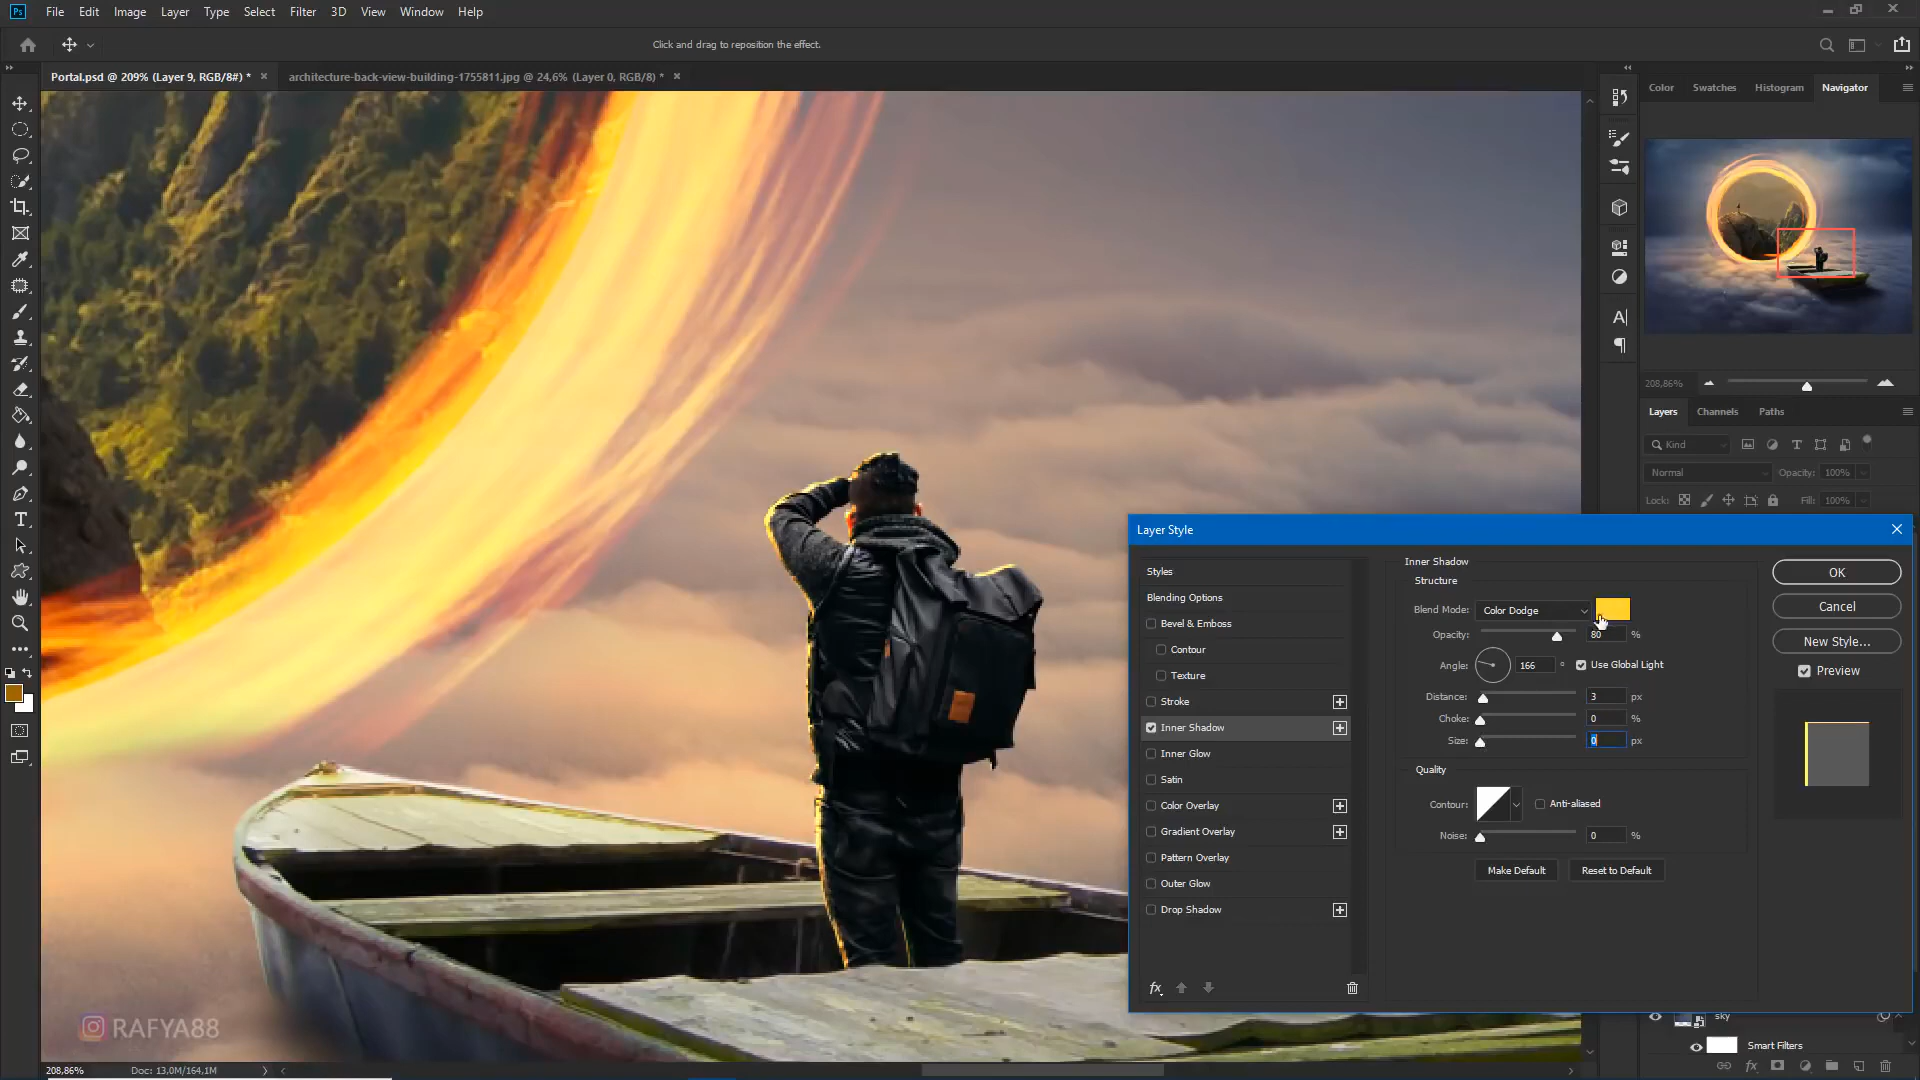 Ps File Edit Image Layer Type Select Filter 3D View Window Help
Click and drag to reposition the effect.
Portal.psd @ 209% (Layer 9, RGB/8#) *
architecture-back-view-building-1755811.jpg @ 24,6% (Layer 0, RGB/8) *
Color Swatches Histogram Navigator
208,86%
Layers Channels Paths
Kind
Normal Opacity: 100%
Lock: Fill: 100%
Layer Style
Styles
Blending Options
Bevel & Emboss
Contour
Texture
Stroke
Inner Shadow
Inner Glow
Satin
Color Overlay
Gradient Overlay
Pattern Overlay
Outer Glow
Drop Shadow
fx
Inner Shadow
Structure
Blend Mode: Color Dodge
Opacity: 80 %
Angle: 166 ° Use Global Light
Distance: 3 px
Choke: 0 %
Size: 0 px
Quality
Contour: Anti-aliased
Noise: 0 %
Make Default Reset to Default
OK
Cancel
New Style...
Preview
sky
Smart Filters
fx
RAFYA88
208,86% Doc: 13,0M/164,1M